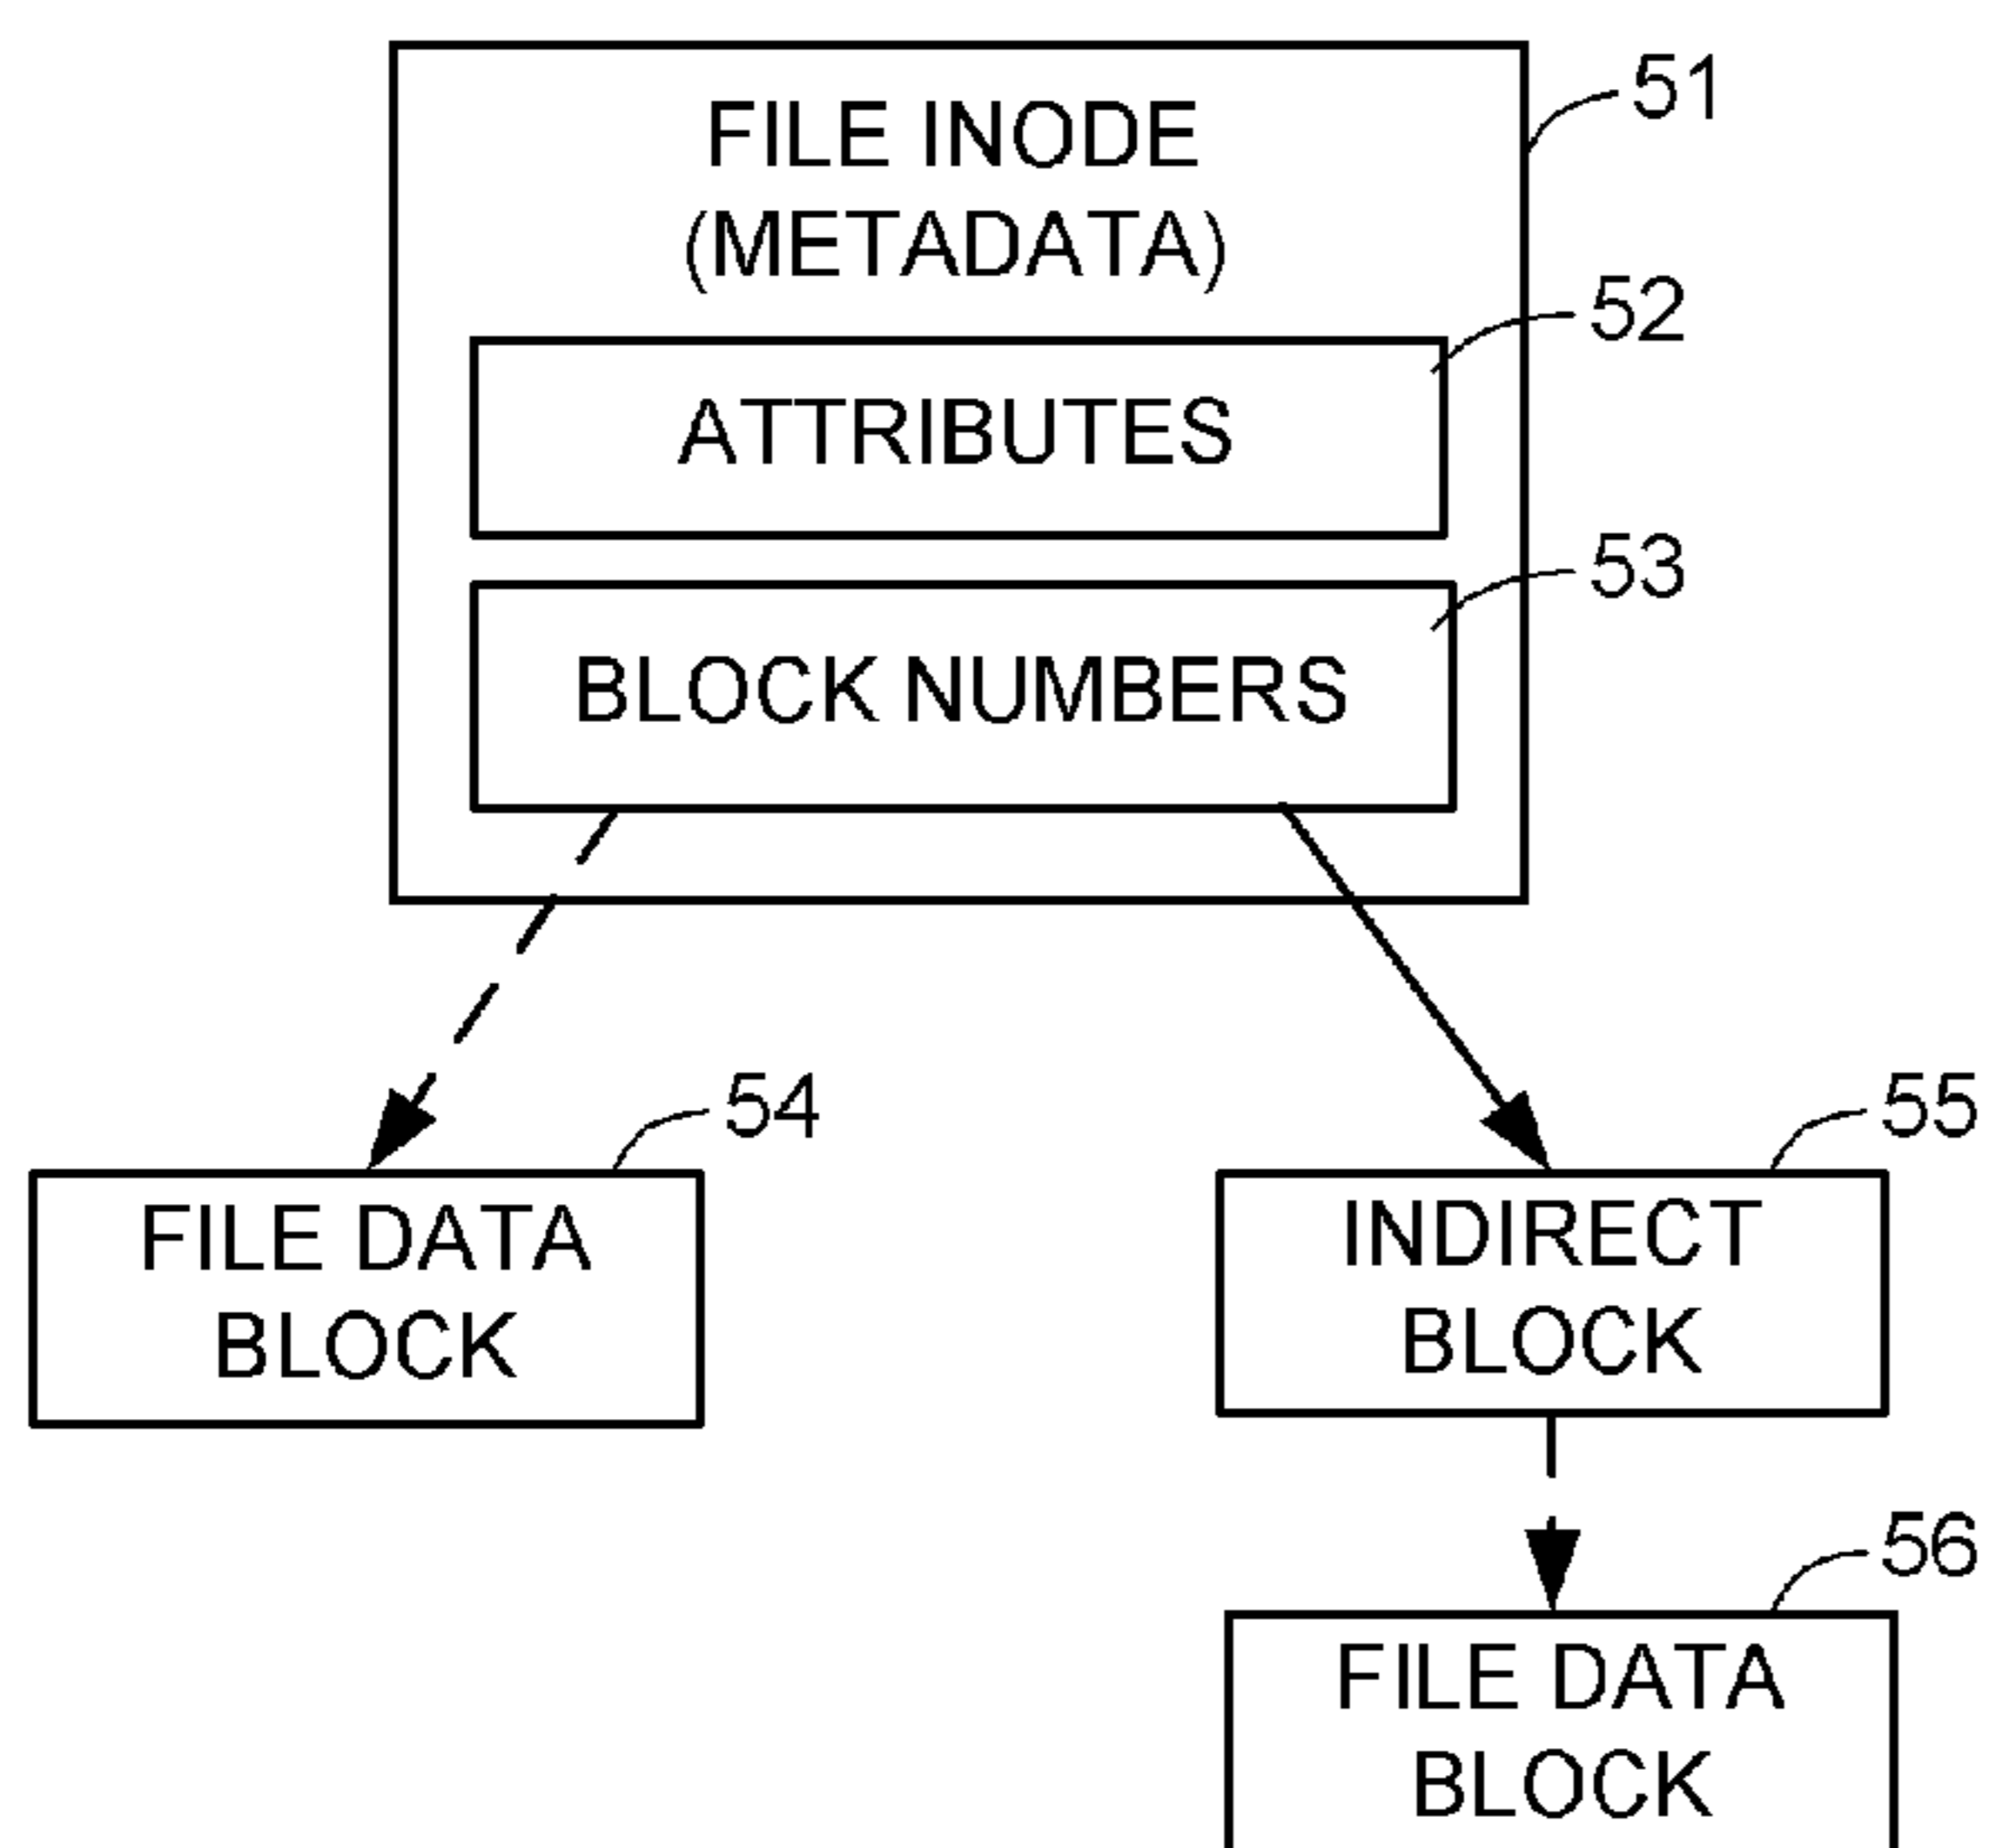 51
FILE INODE
(METADATA)
52
ATTRIBUTES
53
BLOCK NUMBERS
54
FILE DATA
BLOCK
55
INDIRECT
BLOCK
56
FILE DATA
BLOCK